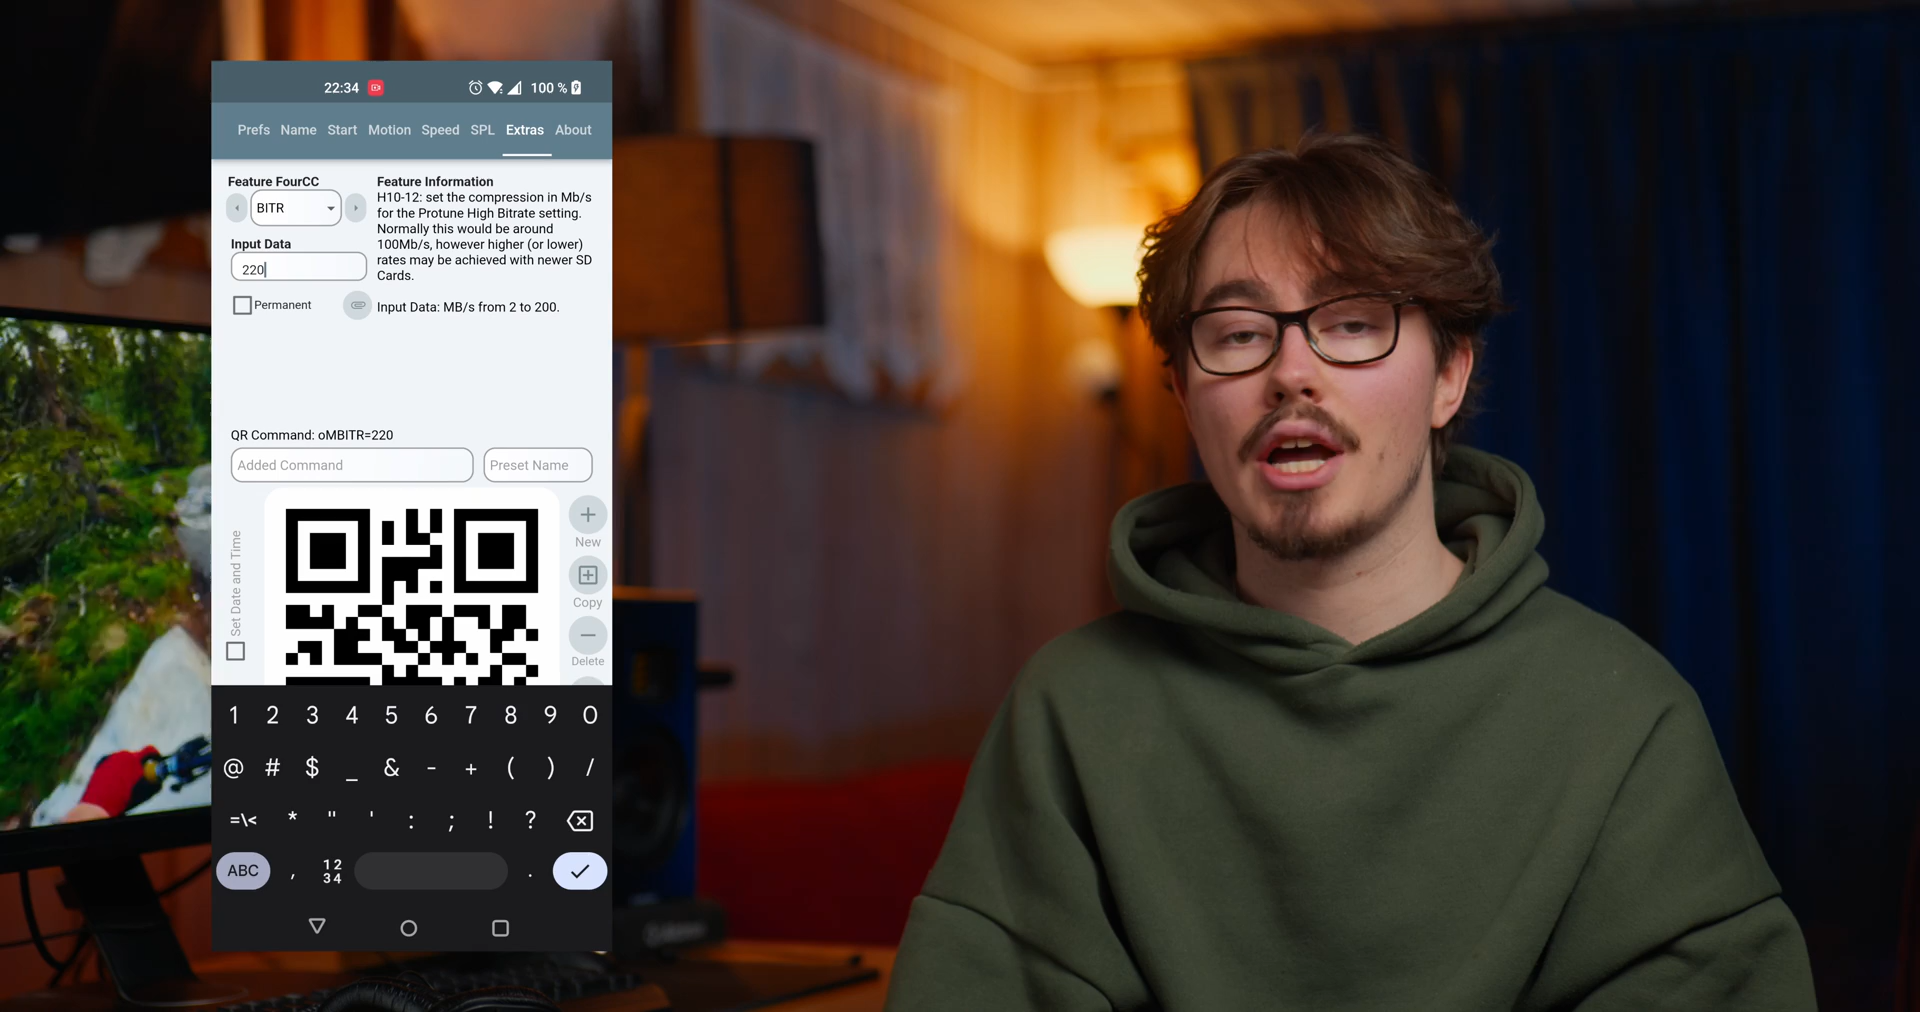 22:34
100 %
Prefs Name Start Motion Speed SPL Extras About
Feature FourCC
BITR
Input Data
220
Permanent
Feature Information
H10-12: set the compression in Mb/s
for the Protune High Bitrate setting.
Normally this would be around
100Mb/s, however higher (or lower)
rates may be achieved with newer SD
Cards.
Input Data: MB/s from 2 to 200.
QR Command: oMBITR=220
Added Command
Preset Name
Set Date and Time
New
Copy
Delete
1 2 3 4 5 6 7 8 9 0
@ # $ _ & - + ( ) /
=\< * " ' : ; ! ?
ABC , 12 .
34